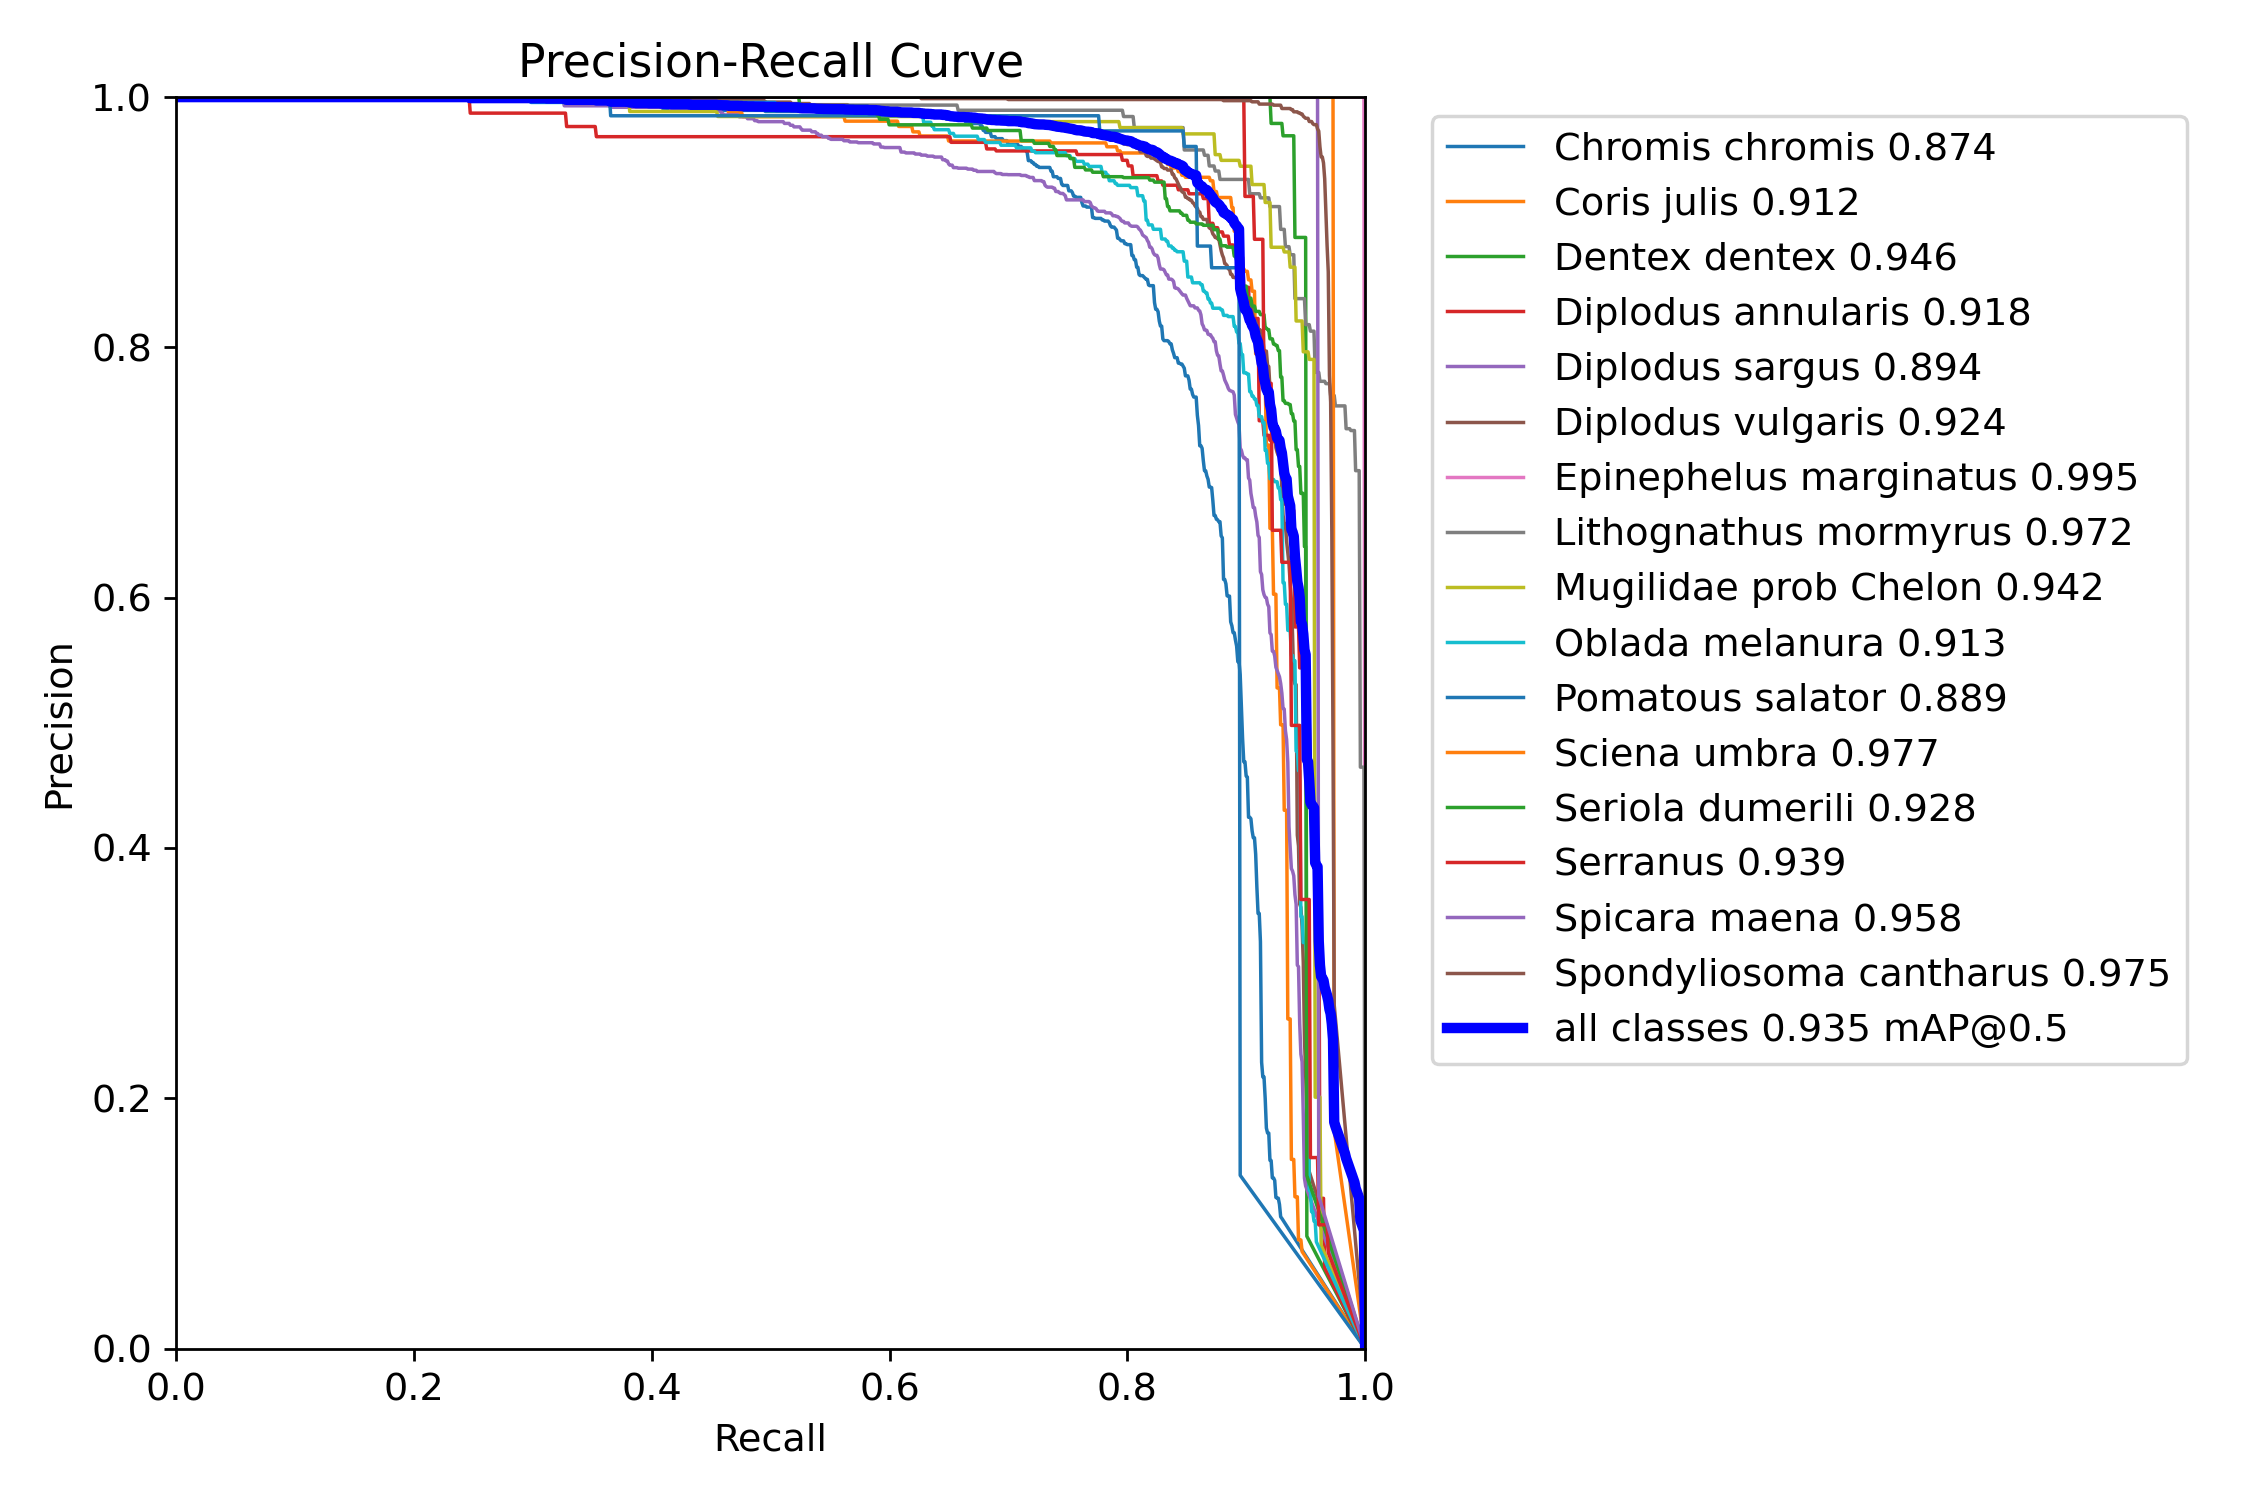 Precision-Recall Curve
1.0
0.8
0.6
0.4
0.2
0.0
Precision
0.0 0.2 0.4 0.6 0.8 1.0
Recall
Chromis chromis 0.874
Coris julis 0.912
Dentex dentex 0.946
Diplodus annularis 0.918
Diplodus sargus 0.894
Diplodus vulgaris 0.924
Epinephelus marginatus 0.995
Lithognathus mormyrus 0.972
Mugilidae prob Chelon 0.942
Oblada melanura 0.913
Pomatous salator 0.889
Sciena umbra 0.977
Seriola dumerili 0.928
Serranus 0.939
Spicara maena 0.958
Spondyliosoma cantharus 0.975
all classes 0.935 mAP@0.5